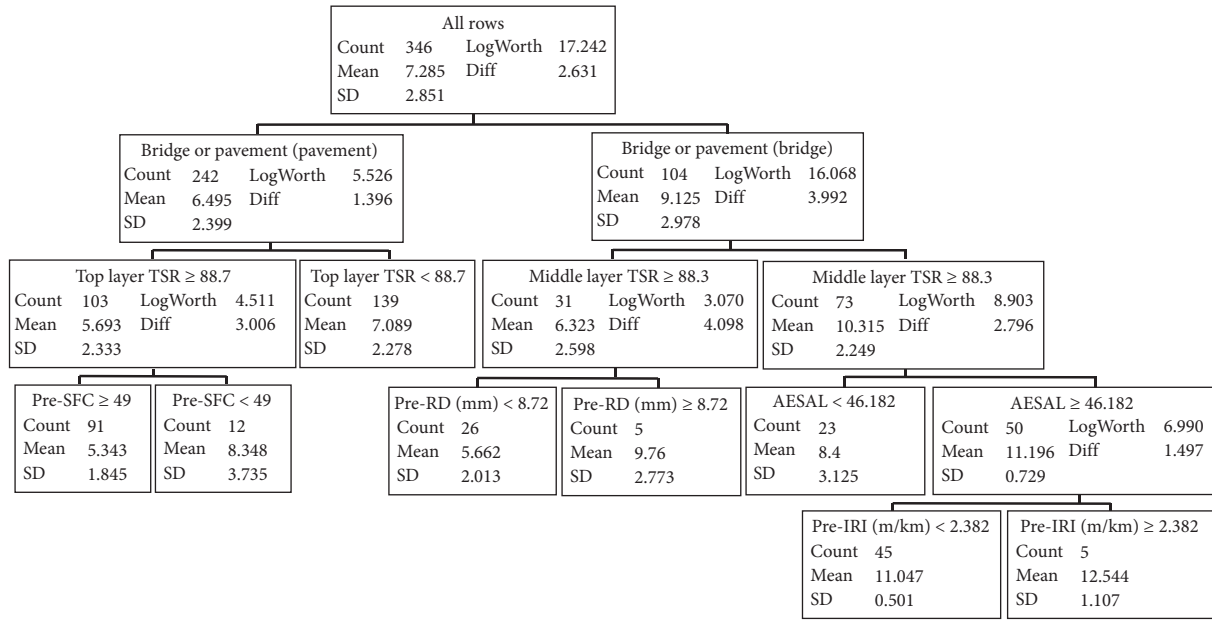 All rows
Count 346 LogWorth 17.242
Mean 7.285 Diff 2.631
SD 2.851
Bridge or pavement (pavement)
Count 242 LogWorth 5.526
Mean 6.495 Diff 1.396
SD 2.399
Bridge or pavement (bridge)
Count 104 LogWorth 16.068
Mean 9.125 Diff 3.992
SD 2.978
Top layer TSR ≥ 88.7
Count 103 LogWorth 4.511
Mean 5.693 Diff 3.006
SD 2.333
Top layer TSR < 88.7
Count 139
Mean 7.089
SD 2.278
Middle layer TSR ≥ 88.3
Count 31 LogWorth 3.070
Mean 6.323 Diff 4.098
SD 2.598
Middle layer TSR ≥ 88.3
Count 73 LogWorth 8.903
Mean 10.315 Diff 2.796
SD 2.249
Pre-SFC ≥ 49
Count 91
Mean 5.343
SD 1.845
Pre-SFC < 49
Count 12
Mean 8.348
SD 3.735
Pre-RD (mm) < 8.72
Count 26
Mean 5.662
SD 2.013
Pre-RD (mm) ≥ 8.72
Count 5
Mean 9.76
SD 2.773
AESAL < 46.182
Count 23
Mean 8.4
SD 3.125
AESAL ≥ 46.182
Count 50 LogWorth 6.990
Mean 11.196 Diff 1.497
SD 0.729
Pre-IRI (m/km) < 2.382
Count 45
Mean 11.047
SD 0.501
Pre-IRI (m/km) ≥ 2.382
Count 5
Mean 12.544
SD 1.107